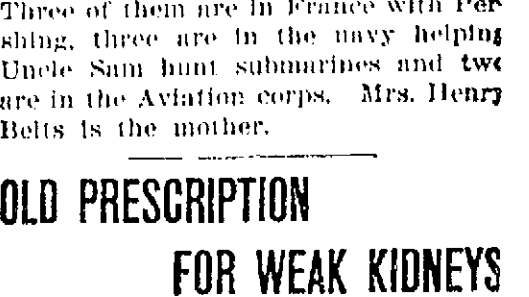 Three of them are in France with Per
shing, three are in the navy helping
Uncle Sam hunt submarines and two
are in the Aviation corps. Mrs. Henry
Belts is the mother.
OLD PRESCRIPTION
FOR WEAK KIDNEYS